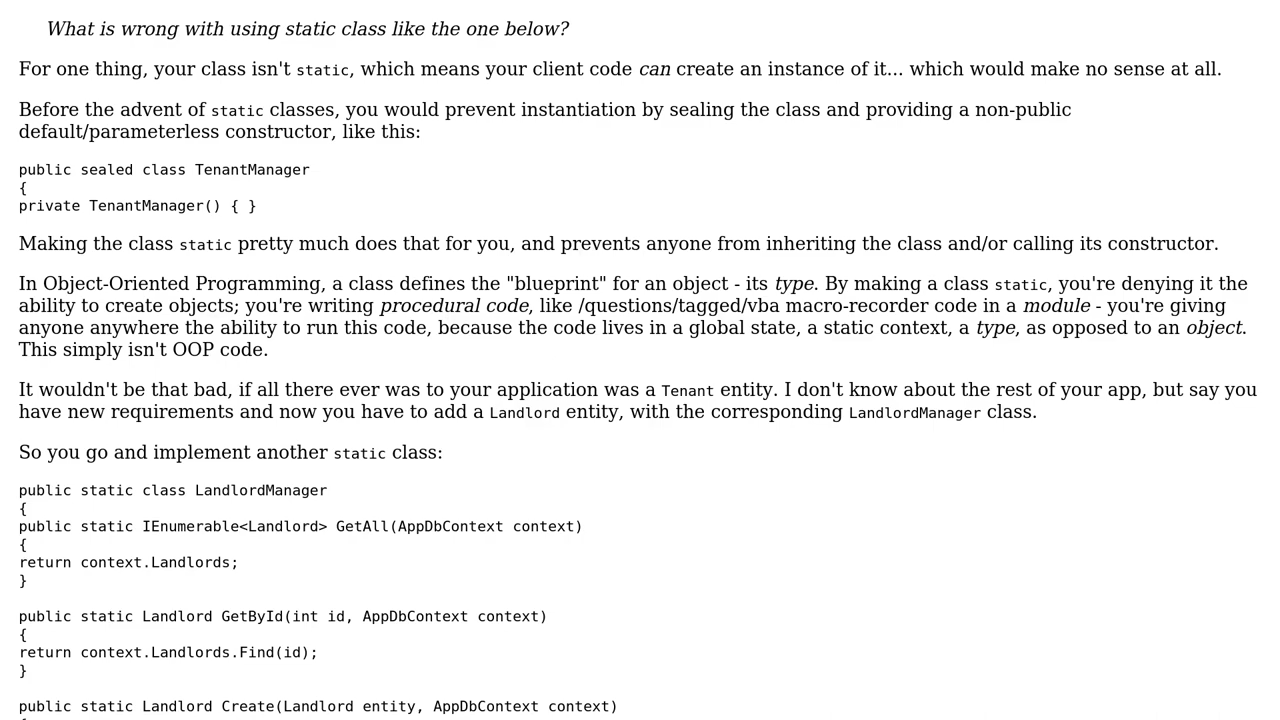 What is wrong with using static class like the one below?
For one thing, your class isn't static, which means your client code can create an instance of it... which would make no sense at all.
Before the advent of static classes, you would prevent instantiation by sealing the class and providing a non-public
default/parameterless constructor, like this:
public sealed class TenantManager
{
private TenantManager() { }
Making the class static pretty much does that for you, and prevents anyone from inheriting the class and/or calling its constructor.
In Object-Oriented Programming, a class defines the "blueprint" for an object - its type. By making a class static, you're denying it the
ability to create objects; you're writing procedural code, like /questions/tagged/vba macro-recorder code in a module - you're giving
anyone anywhere the ability to run this code, because the code lives in a global state, a static context, a type, as opposed to an object.
This simply isn't OOP code.
It wouldn't be that bad, if all there ever was to your application was a Tenant entity. I don't know about the rest of your app, but say you
have new requirements and now you have to add a Landlord entity, with the corresponding LandlordManager class.
So you go and implement another static class:
public static class LandlordManager
{
public static IEnumerable<Landlord> GetAll(AppDbContext context)
{
return context.Landlords;
}
public static Landlord GetById(int id, AppDbContext context)
{
return context.Landlords.Find(id);
}
public static Landlord Create(Landlord entity, AppDbContext context)
{